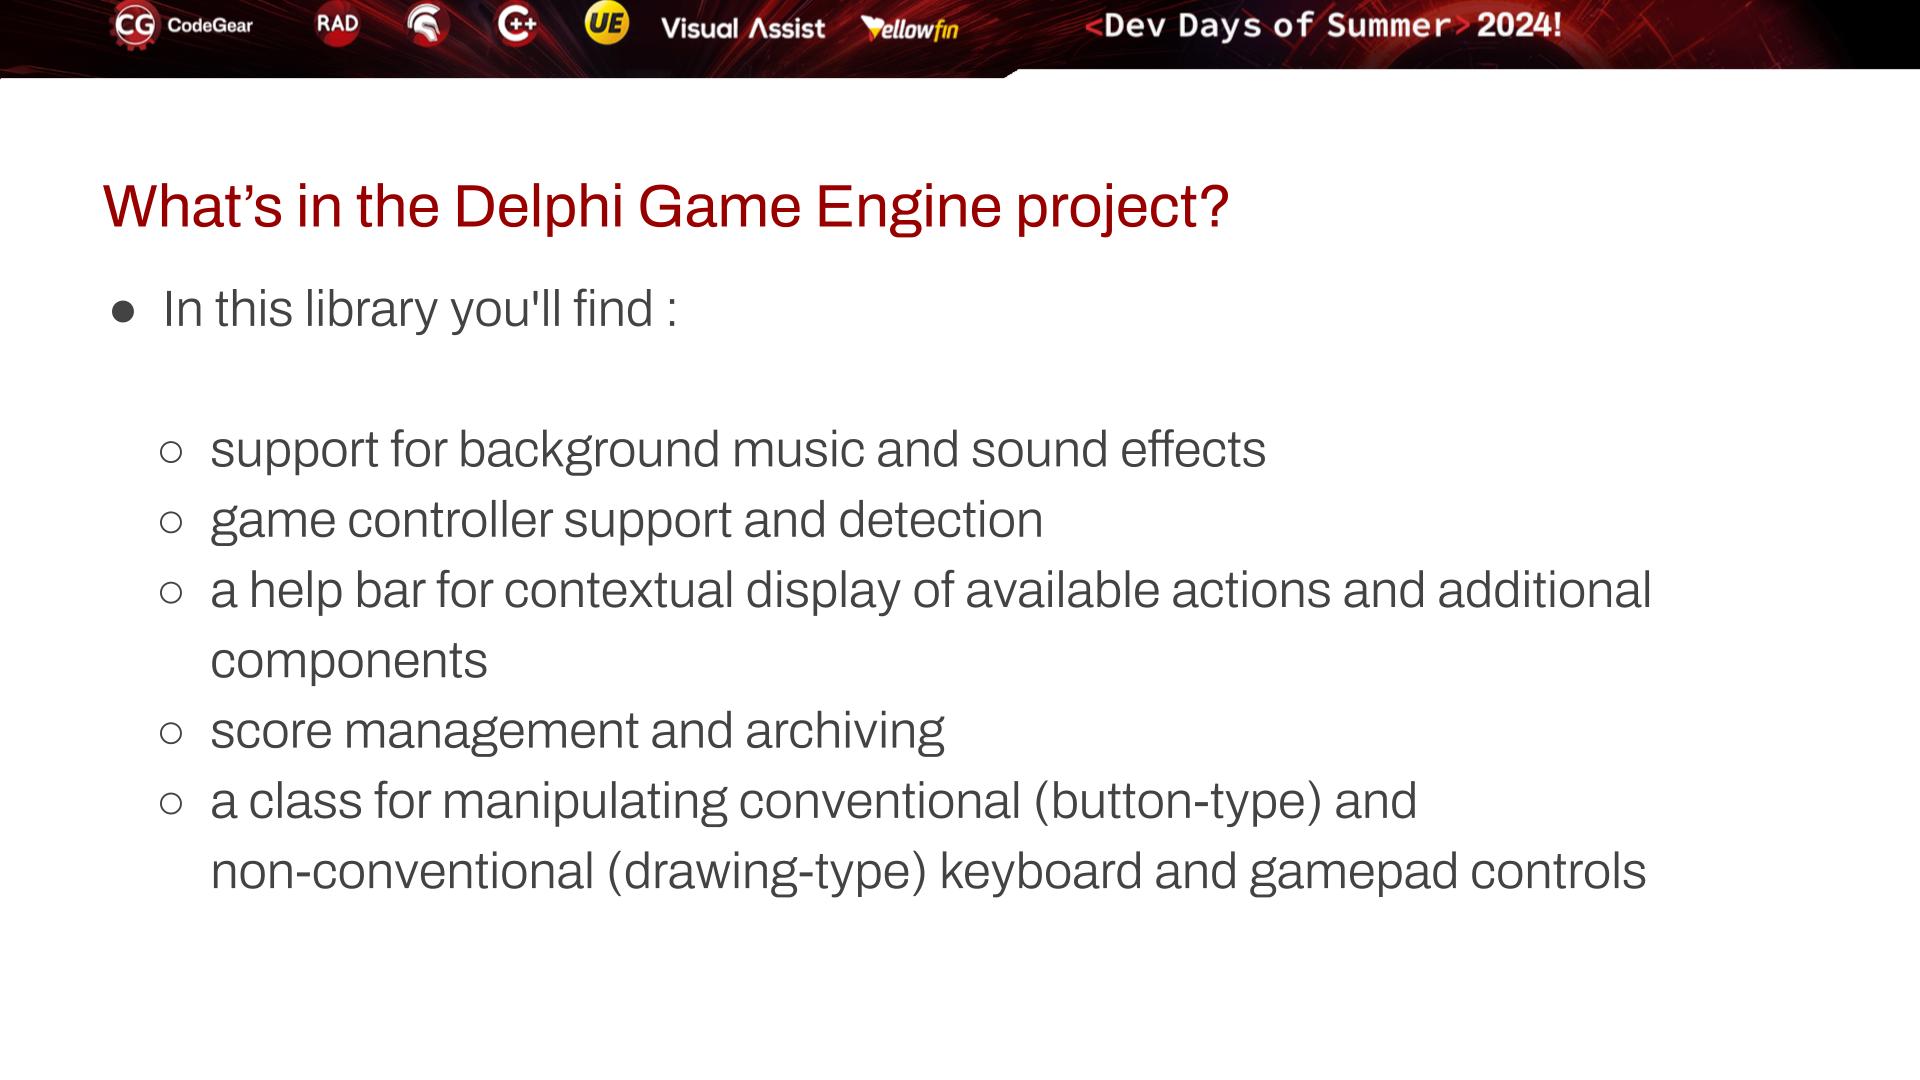 CG CodeGear RAD C++ UE Visual Assist Yellowfin <Dev Days of Summer> 2024!
What’s in the Delphi Game Engine project?
● In this library you'll find :
○ support for background music and sound effects
○ game controller support and detection
○ a help bar for contextual display of available actions and additional
components
○ score management and archiving
○ a class for manipulating conventional (button-type) and
non-conventional (drawing-type) keyboard and gamepad controls